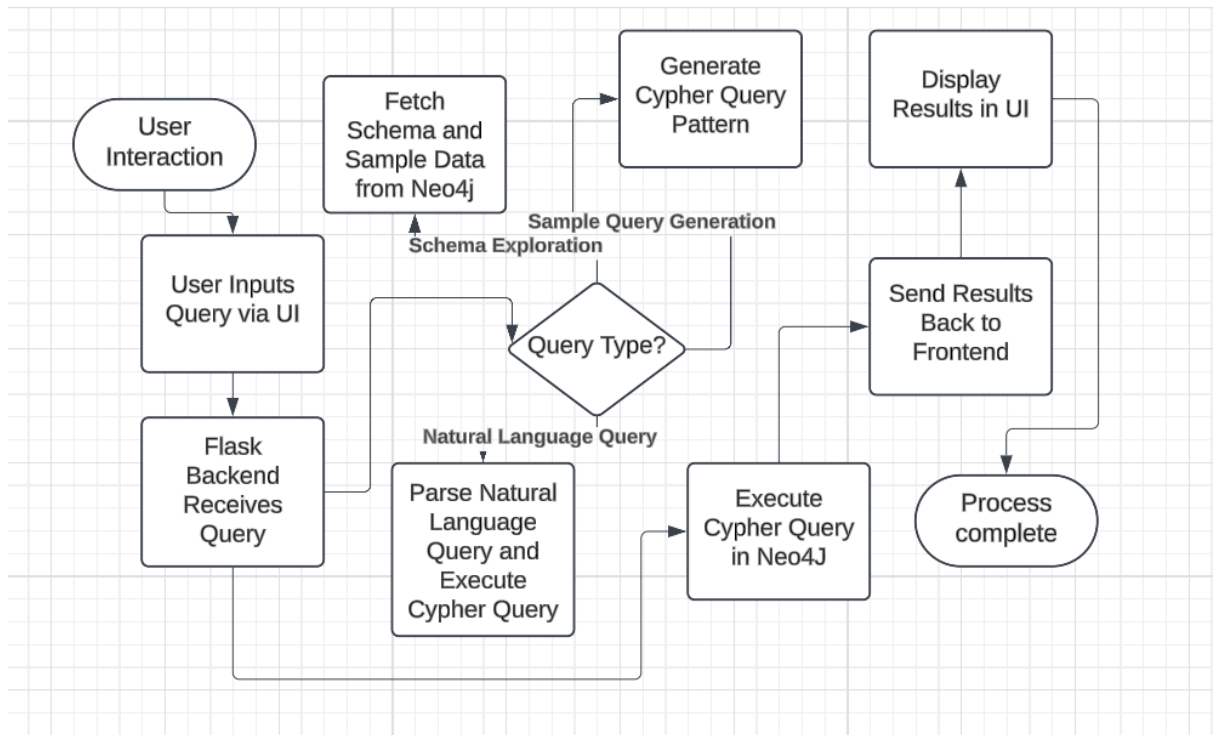 User
Interaction
User Inputs
Query via UI
Flask
Backend
Receives
Query
Fetch
Schema and
Sample Data
from Neo4j
Schema Exploration
Sample Query Generation
Generate
Cypher Query
Pattern
Query Type?
Natural Language Query
Parse Natural
Language
Query and
Execute
Cypher Query
Execute
Cypher Query
in Neo4J
Send Results
Back to
Frontend
Display
Results in UI
Process
complete